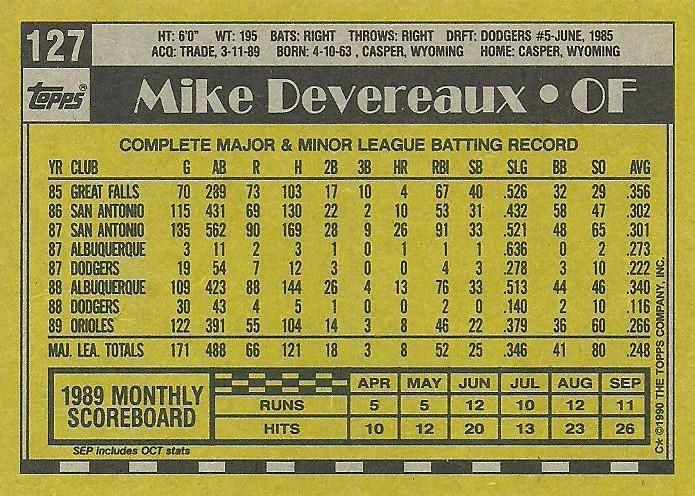 127
HT: 6'0" WT: 195 BATS: RIGHT THROWS: RIGHT DRFT: DODGERS #5-JUNE, 1985
ACQ: TRADE, 3-11-89 BORN: 4-10-63 , CASPER, WYOMING HOME: CASPER, WYOMING
TOPPS® Mike Devereaux • OF
COMPLETE MAJOR & MINOR LEAGUE BATTING RECORD
YR CLUB G AB R H 2B 3B HR RBI SB SLG BB SO AVG
85 GREAT FALLS 70 289 73 103 17 10 4 67 40 .526 32 29 .356
86 SAN ANTONIO 115 431 69 130 22 2 10 53 31 .432 58 47 .302
87 SAN ANTONIO 135 562 90 169 28 9 26 91 33 .521 48 65 .301
87 ALBUQUERQUE 3 11 2 3 1 0 1 1 1 .636 0 2 .273
87 DODGERS 19 54 7 12 3 0 0 4 3 .278 3 10 .222
88 ALBUQUERQUE 109 423 88 144 26 4 13 76 33 .513 44 46 .340
88 DODGERS 30 43 4 5 1 0 0 2 0 .140 2 10 .116
89 ORIOLES 122 391 55 104 14 3 8 46 22 .379 36 60 .266
MAJ. LEA. TOTALS 171 488 66 121 18 3 8 52 25 .346 41 80 .248
1989 MONTHLY
SCOREBOARD
APR MAY JUN JUL AUG SEP
RUNS 5 5 12 10 12 11
HITS 10 12 20 13 23 26
SEP includes OCT stats
C* ©1990 THE TOPPS COMPANY, INC.